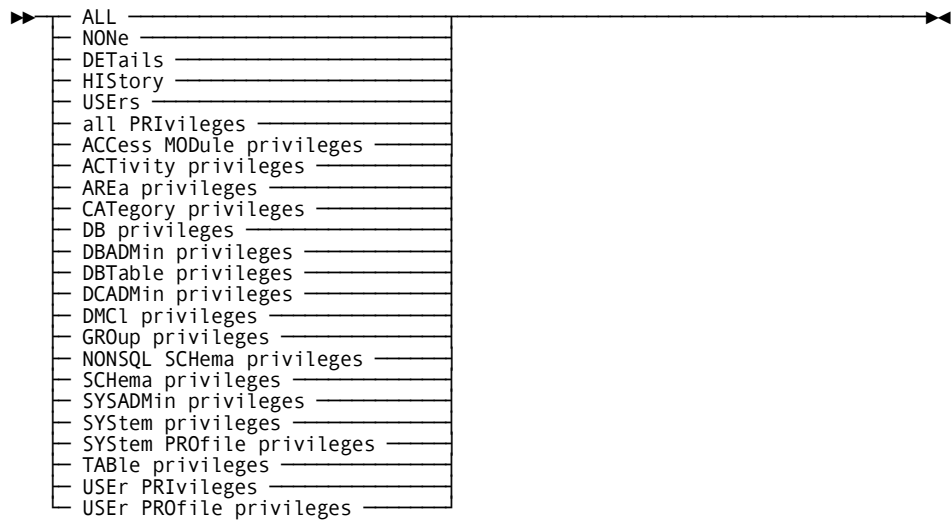 ALL
NONe
DETails
HIStory
USErs
all PRIvileges
ACCess MODule privileges
ACTivity privileges
AREa privileges
CATegory privileges
DB privileges
DBADMin privileges
DBTable privileges
DCADMin privileges
DMCl privileges
GROup privileges
NONSQL SCHema privileges
SCHema privileges
SYSADMin privileges
SYStem privileges
SYStem PROfile privileges
TABle privileges
USEr PRIvileges
USEr PROfile privileges